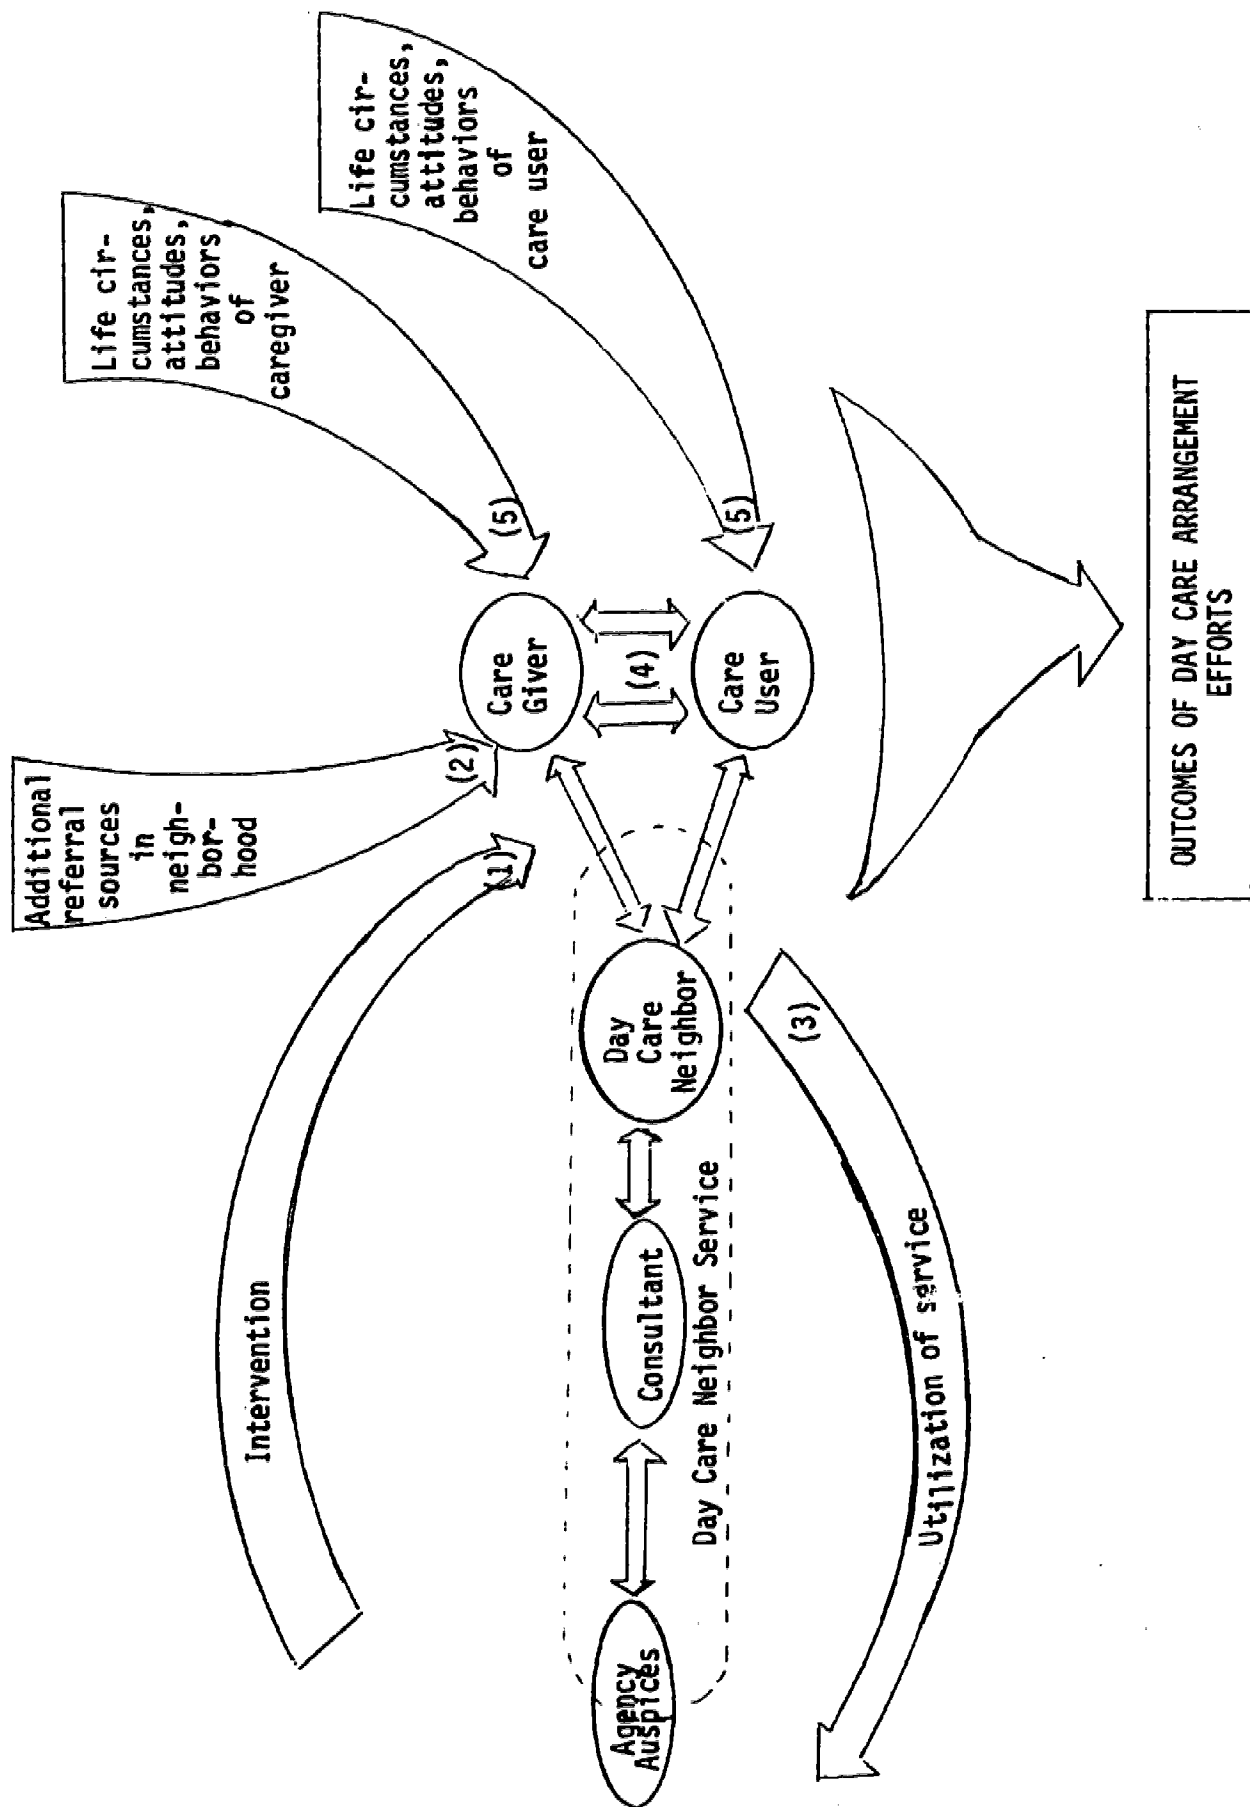 Additional
referral
sources
in
neigh-
bor-
hood
Life cir-
cumstances,
attitudes,
behaviors
of
caregiver
Life cir-
cumstances,
attitudes,
behaviors
of
care user
Intervention
(1)
(2)
(5)
(5)
Care
Giver
(4)
Care
User
Day
Care
Neighbor
Consultant
Agency
Auspices
Day Care Neighbor Service
(3)
Utilization of service
OUTCOMES OF DAY CARE ARRANGEMENT
EFFORTS